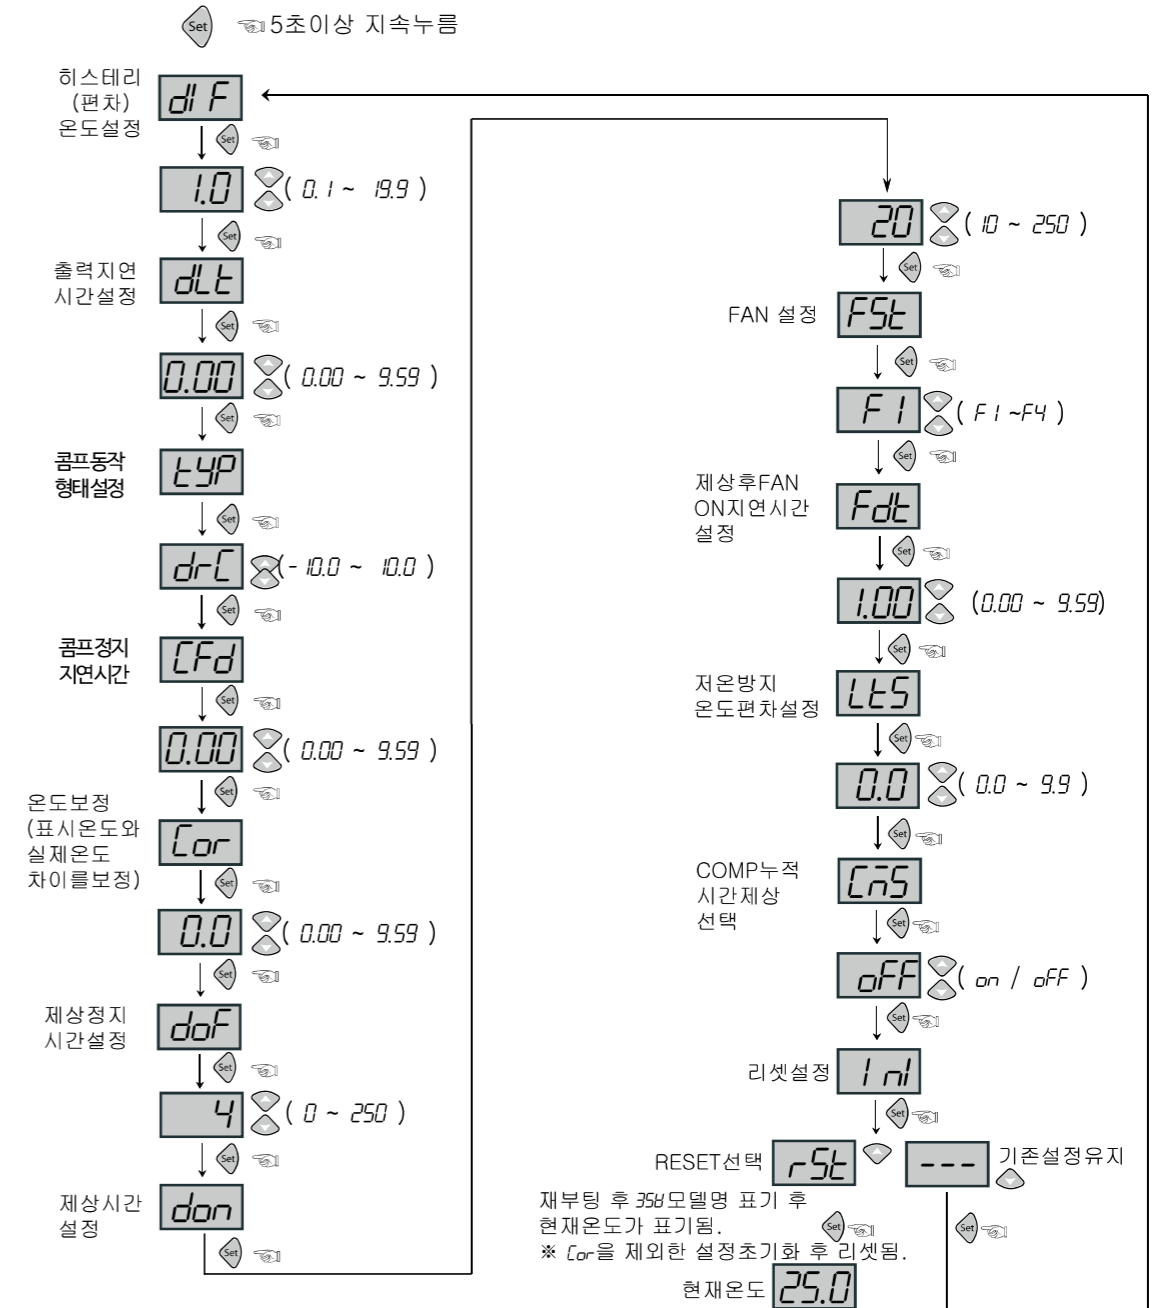 Set 5초이상 지속누름
히스테리
(편차)
온도설정
dIF
Set
1.0 ( 0.1 ~ 19.9 )
Set
출력지연
시간설정
dLt
Set
0.00 ( 0.00 ~ 9.59 )
Set
콤프동작
형태설정
tYP
Set
drC (- 10.0 ~ 10.0 )
Set
콤프정지
지연시간
CFd
Set
0.00 ( 0.00 ~ 9.59 )
Set
온도보정
(표시온도와
실제온도
차이를보정)
Cor
Set
0.0 ( 0.00 ~ 9.59 )
Set
제상정지
시간설정
doF
Set
4 ( 0 ~ 250 )
Set
제상시간
설정
don
Set
20 ( 10 ~ 250 )
Set
FAN 설정 FSt
Set
F1 ( F1 ~F4 )
Set
제상후FAN
ON지연시간
설정
Fdt
Set
1.00 (0.00 ~ 9.59)
Set
저온방지
온도편차설정
LtS
Set
0.0 ( 0.0 ~ 9.9 )
Set
COMP누적
시간제상
선택
CnS
Set
oFF ( on / oFF )
Set
리셋설정 InI
Set
RESET선택 rSt
--- 기존설정유지
재부팅 후 모델명 표기 후
현재온도가 표기됨.
Set
Set
※ Cor을 제외한 설정초기화 후 리셋됨.
현재온도 25.0